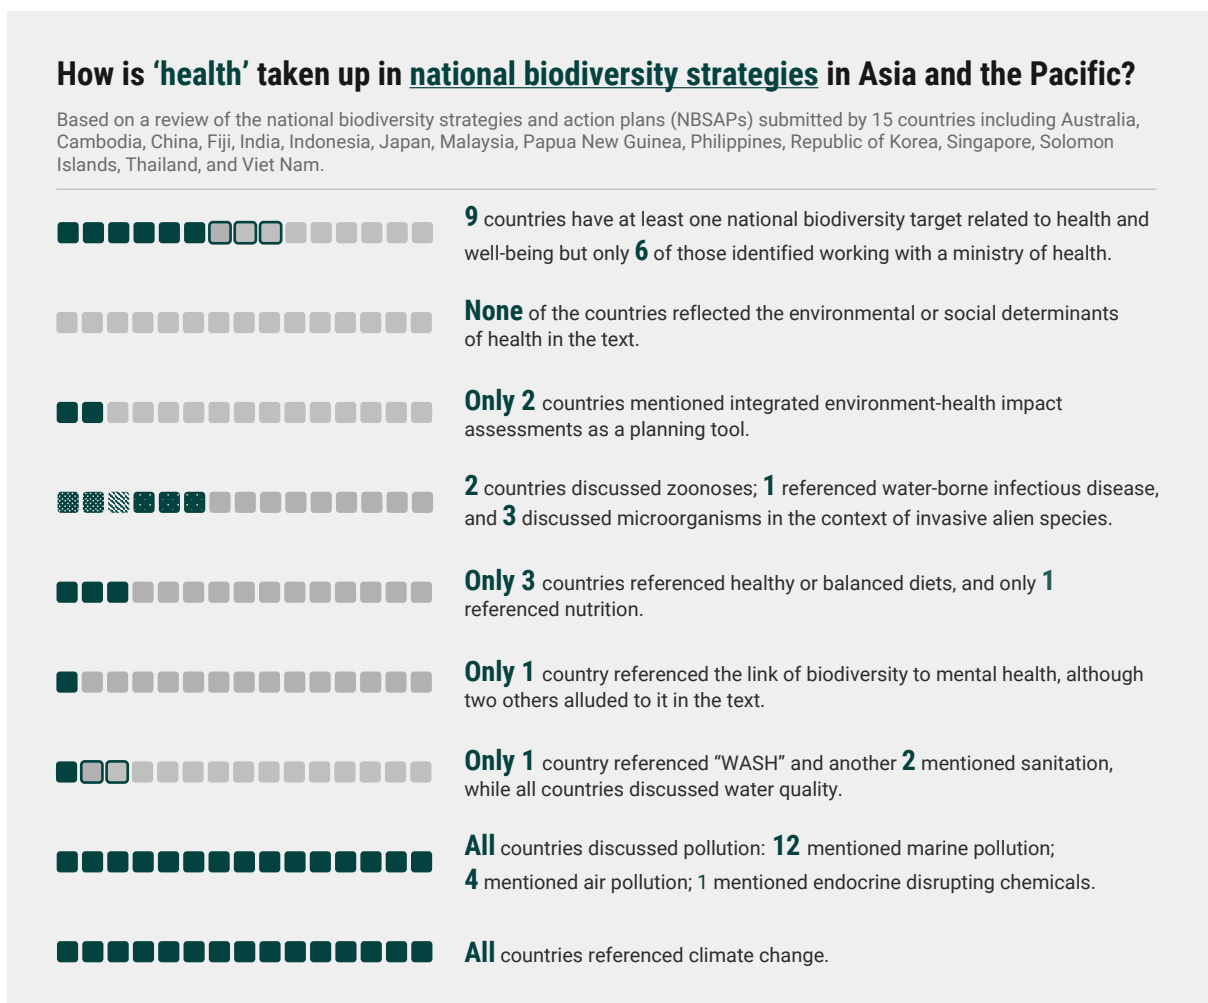 How is ‘health’ taken up in national biodiversity strategies in Asia and the Pacific?
Based on a review of the national biodiversity strategies and action plans (NBSAPs) submitted by 15 countries including Australia,
Cambodia, China, Fiji, India, Indonesia, Japan, Malaysia, Papua New Guinea, Philippines, Republic of Korea, Singapore, Solomon
Islands, Thailand, and Viet Nam.
9 countries have at least one national biodiversity target related to health and
well-being but only 6 of those identified working with a ministry of health.
None of the countries reflected the environmental or social determinants
of health in the text.
Only 2 countries mentioned integrated environment-health impact
assessments as a planning tool.
2 countries discussed zoonoses; 1 referenced water-borne infectious disease,
and 3 discussed microorganisms in the context of invasive alien species.
Only 3 countries referenced healthy or balanced diets, and only 1
referenced nutrition.
Only 1 country referenced the link of biodiversity to mental health, although
two others alluded to it in the text.
Only 1 country referenced “WASH” and another 2 mentioned sanitation,
while all countries discussed water quality.
All countries discussed pollution: 12 mentioned marine pollution;
4 mentioned air pollution; 1 mentioned endocrine disrupting chemicals.
All countries referenced climate change.